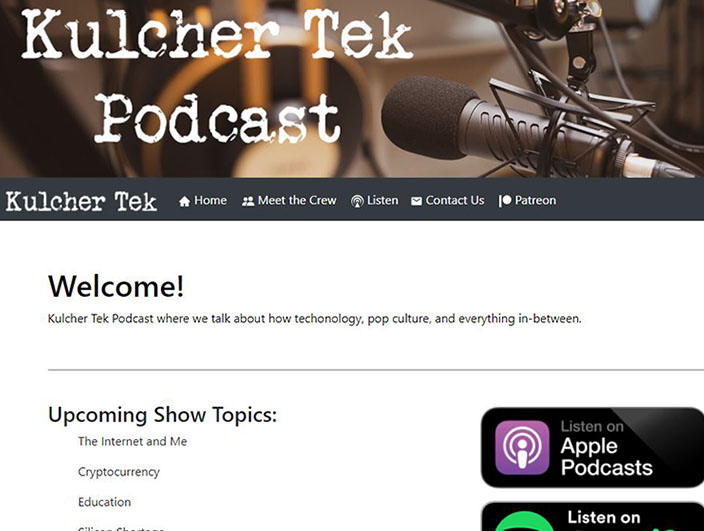 Kulcher Tek
Podcast
Kulcher Tek Home Meet the Crew Listen Contact Us Patreon
Welcome!
Kulcher Tek Podcast where we talk about how techonology, pop culture, and everything in-between.
Upcoming Show Topics:
The Internet and Me
Cryptocurrency
Education
Listen on
Apple
Podcasts
Listen on